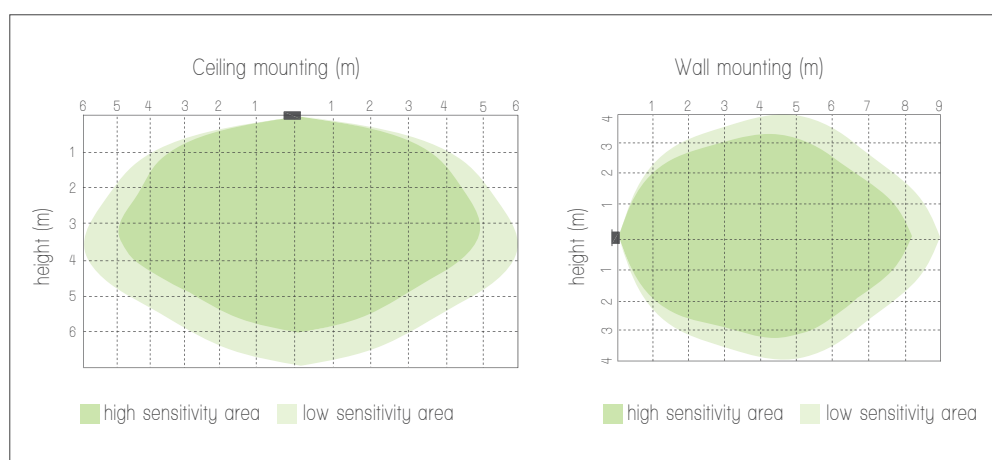 Ceiling mounting (m)
6 5 4 3 2 1 1 2 3 4 5 6
1
2
3
4
5
6
height (m)
high sensitivity area low sensitivity area
Wall mounting (m)
1 2 3 4 5 6 7 8 9
4
3
2
1
1
2
3
4
height (m)
high sensitivity area low sensitivity area